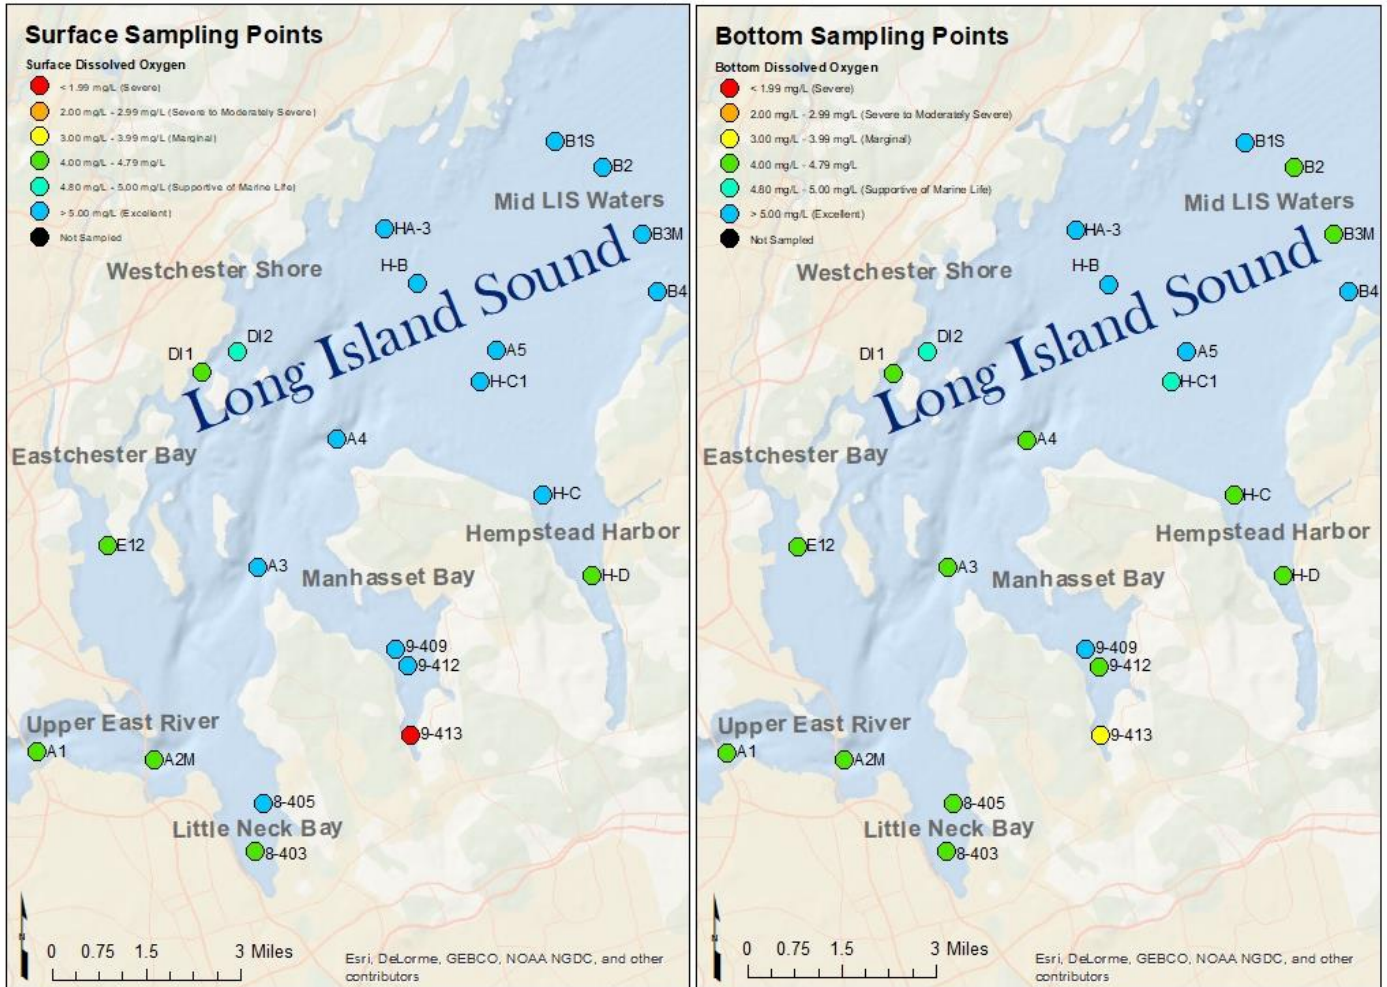 Surface Sampling Points
Surface Dissolved Oxygen
< 1.99 mg/L (Severe)
2.00 mg/L - 2.99 mg/L (Severe to Moderately Severe)
3.00 mg/L - 3.99 mg/L (Marginal)
4.00 mg/L - 4.79 mg/L
4.80 mg/L - 5.00 mg/L (Supportive of Marine Life)
> 5.00 mg/L (Excellent)
Not Sampled
B1S
B2
Mid LIS Waters
HA-3
B3M
H-B
Westchester Shore
Long Island Sound
B4
DI2
DI1
A5
H-C1
A4
Eastchester Bay
H-C
Hempstead Harbor
E12
A3
Manhasset Bay
H-D
9-409
9-412
Upper East River
9-413
A1
A2M
8-405
Little Neck Bay
8-403
N
0 0.75 1.5 3 Miles
Esri, DeLorme, GEBCO, NOAA NGDC, and other
contributors
Bottom Sampling Points
Bottom Dissolved Oxygen
< 1.99 mg/L (Severe)
2.00 mg/L - 2.99 mg/L (Severe to Moderately Severe)
3.00 mg/L - 3.99 mg/L (Marginal)
4.00 mg/L - 4.79 mg/L
4.80 mg/L - 5.00 mg/L (Supportive of Marine Life)
> 5.00 mg/L (Excellent)
Not Sampled
B1S
B2
Mid LIS Waters
HA-3
B3M
H-B
Westchester Shore
Long Island Sound
B4
DI2
DI1
A5
H-C1
A4
Eastchester Bay
H-C
Hempstead Harbor
E12
A3
Manhasset Bay
H-D
9-409
9-412
Upper East River
9-413
A1
A2M
8-405
Little Neck Bay
8-403
N
0 0.75 1.5 3 Miles
Esri, DeLorme, GEBCO, NOAA NGDC, and other
contributors